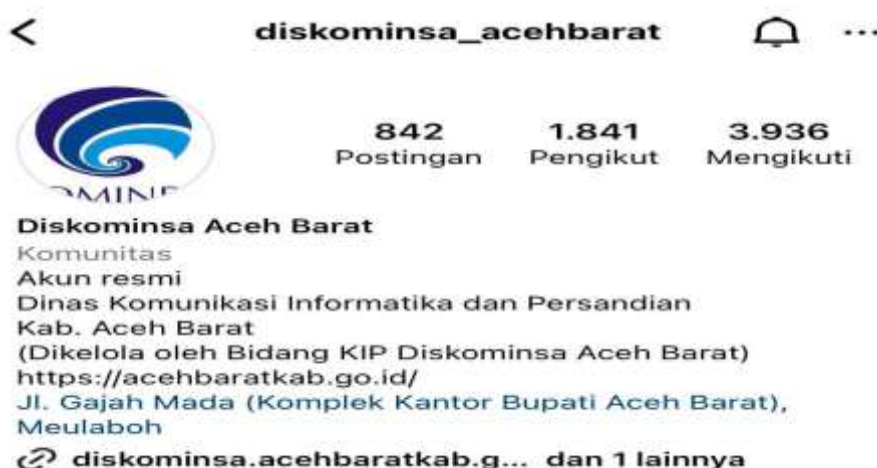 diskominsa_acehbarat
842 1.841 3.936
Postingan Pengikut Mengikuti
Diskominsa Aceh Barat
Komunitas
Akun resmi
Dinas Komunikasi Informatika dan Persandian
Kab. Aceh Barat
(Dikelola oleh Bidang KIP Diskominsa Aceh Barat)
https://acehbaratkab.go.id/
Jl. Gajah Mada (Komplek Kantor Bupati Aceh Barat),
Meulaboh
diskominsa.acehbaratkab.g... dan 1 lainnya